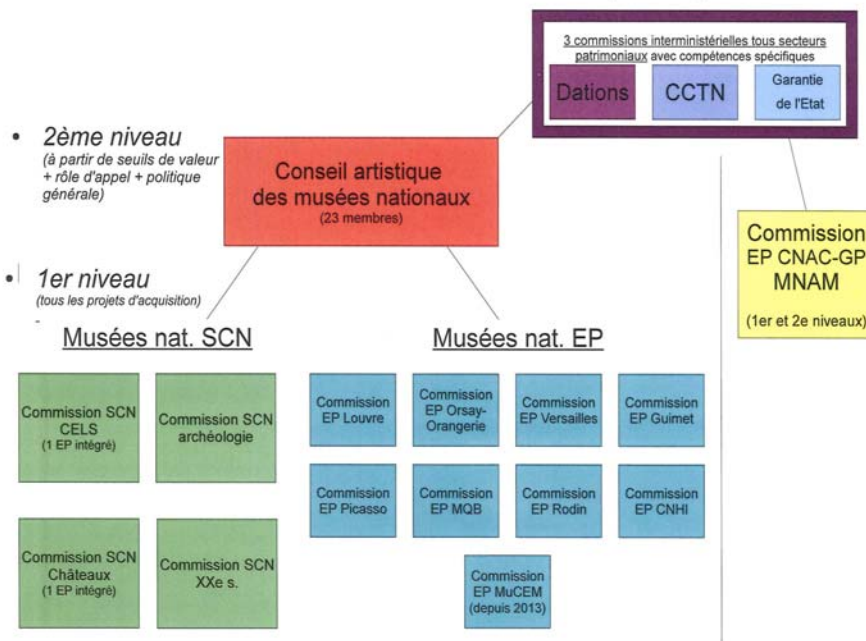 3 commissions interministérielles tous secteurs
patrimoniaux avec compétences spécifiques
Dations
CCTN
Garantie
de l'Etat
• 2ème niveau
(à partir de seuils de valeur
+ rôle d'appel + politique
générale)
Conseil artistique
des musées nationaux
(23 membres)
Commission
EP CNAC-GP
MNAM
(1er et 2e niveaux)
• 1er niveau
(tous les projets d'acquisition)
-
Musées nat. SCN
Musées nat. EP
Commission SCN
CELS
(1 EP intégré)
Commission SCN
archéologie
Commission
EP Louvre
Commission
EP Orsay-
Orangerie
Commission
EP Versailles
Commission
EP Guimet
Commission
EP Picasso
Commission
EP MQB
Commission
EP Rodin
Commission
EP CNHI
Commission SCN
Châteaux
(1 EP intégré)
Commission SCN
XXe s.
Commission
EP MuCEM
(depuis 2013)